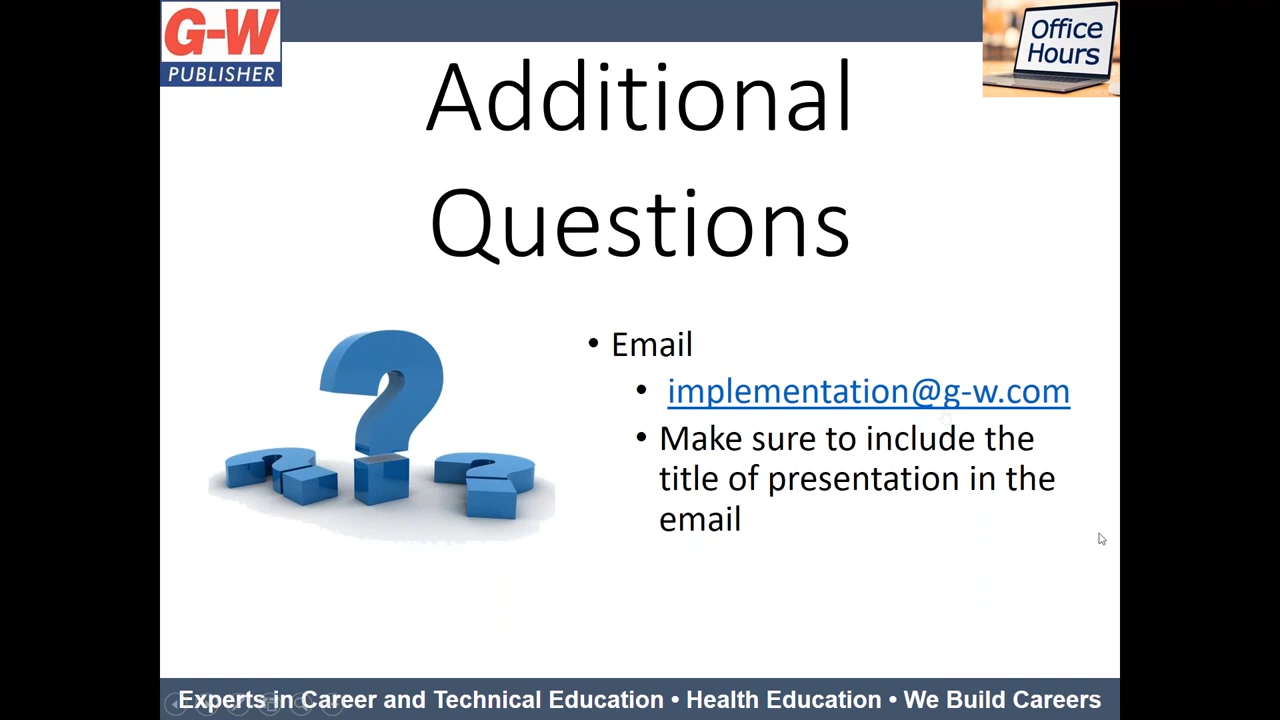 G-W
PUBLISHER
Office
Hours
Additional
Questions
• Email
• implementation@g-w.com
• Make sure to include the
title of presentation in the
email
Experts in Career and Technical Education • Health Education • We Build Careers